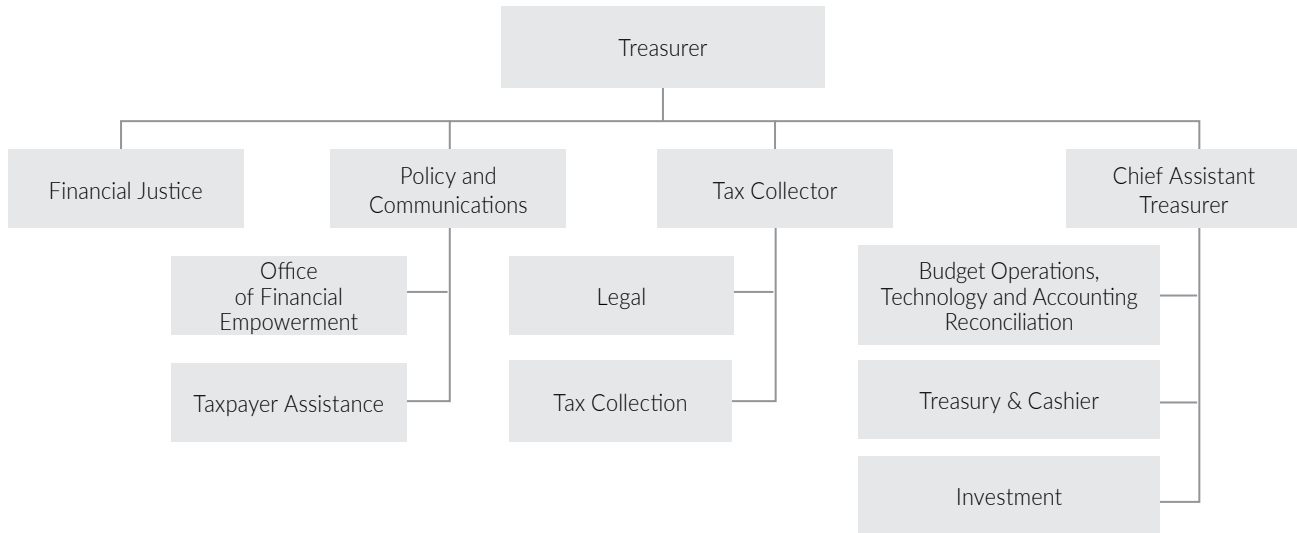 Treasurer
Financial Justice
Policy and
Communications
Tax Collector
Chief Assistant
Treasurer
Office
of Financial
Empowerment
Legal
Budget Operations,
Technology and Accounting
Reconciliation
Taxpayer Assistance
Tax Collection
Treasury & Cashier
Investment